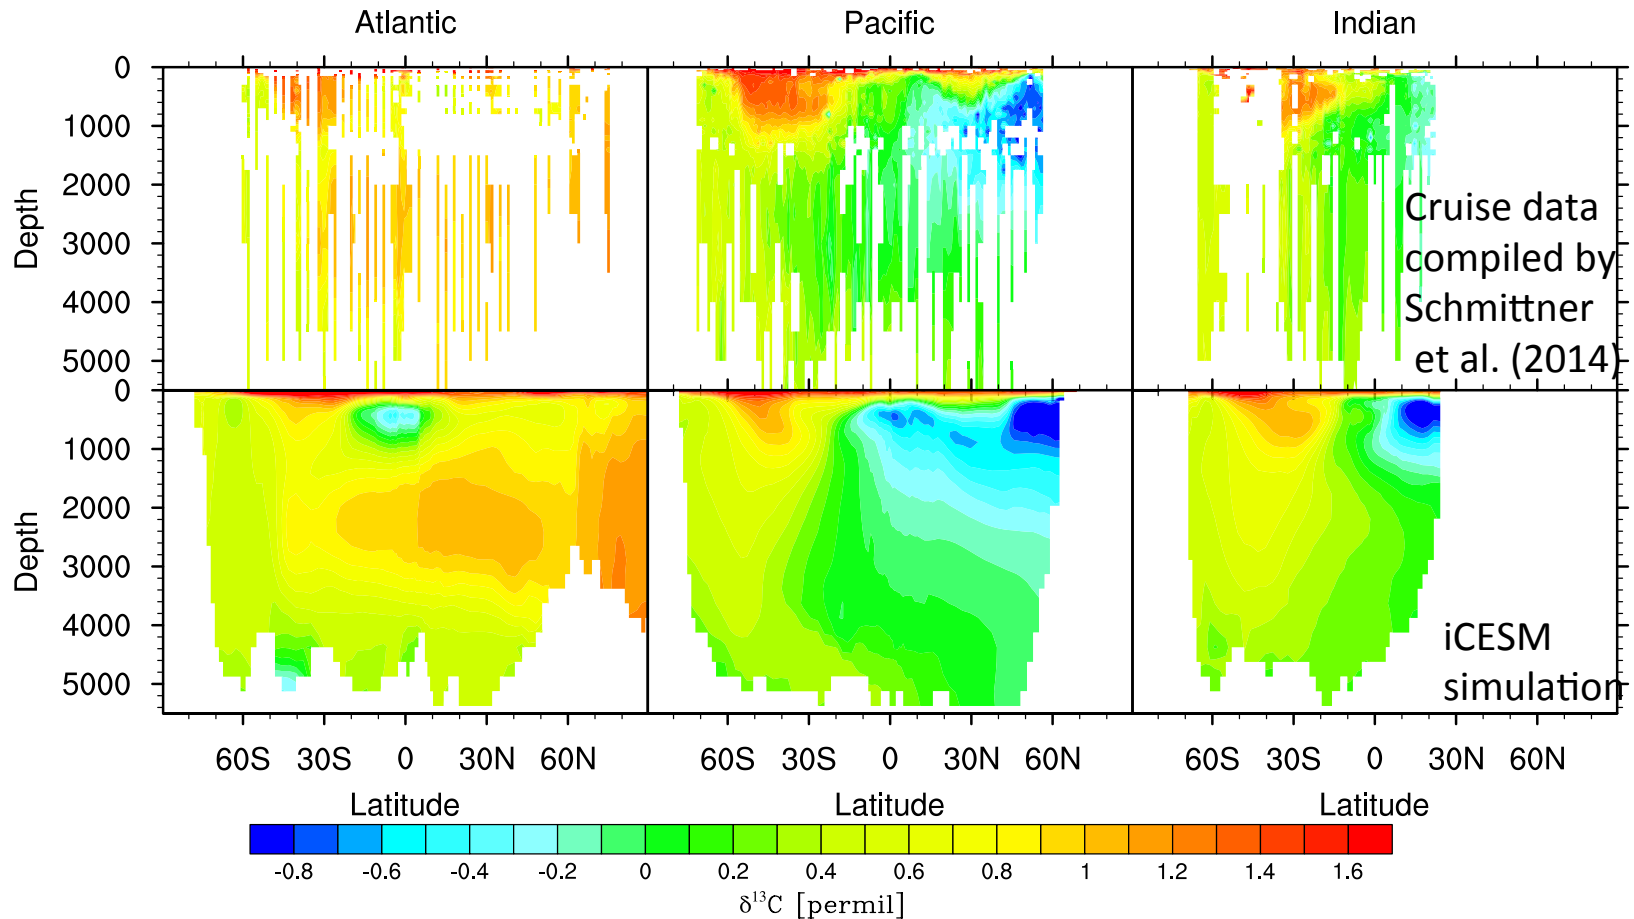 Atlantic Pacific Indian
0
1000
2000
3000
4000
5000
Depth
Cruise data
compiled by
Schmittner
et al. (2014)
0
1000
2000
3000
4000
5000
Depth
iCESM
simulation
60S 30S 0 30N 60N 60S 30S 0 30N 60N 60S 30S 0 30N 60N
Latitude Latitude Latitude
-0.8 -0.6 -0.4 -0.2 0 0.2 0.4 0.6 0.8 1 1.2 1.4 1.6
δ¹³C [permil]